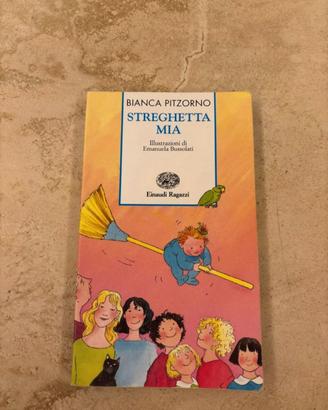 BIANCA PITZORNO
STREGHETTA
MIA
Illustrazioni di
Emanuela Bussolati
Einaudi Ragazzi